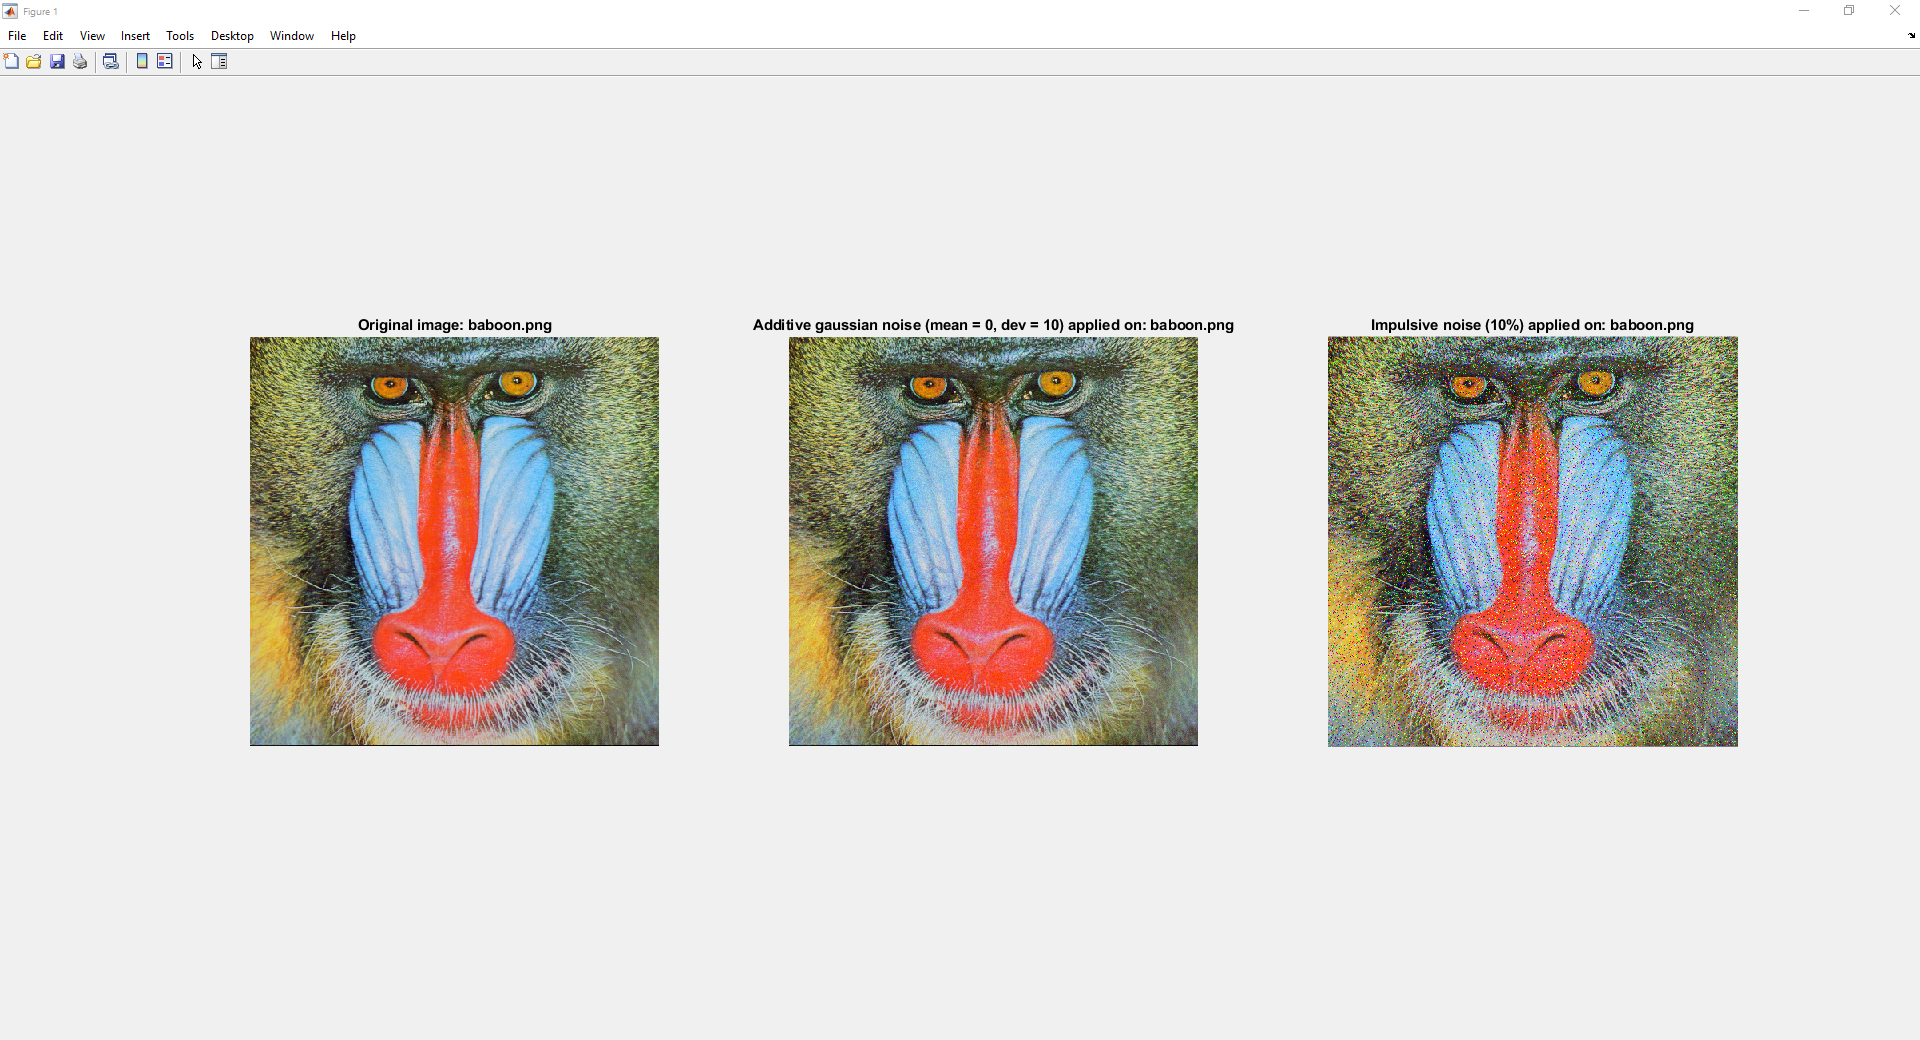 Figure 1
File Edit View Insert Tools Desktop Window Help
Original image: baboon.png
Additive gaussian noise (mean = 0, dev = 10) applied on: baboon.png
Impulsive noise (10%) applied on: baboon.png